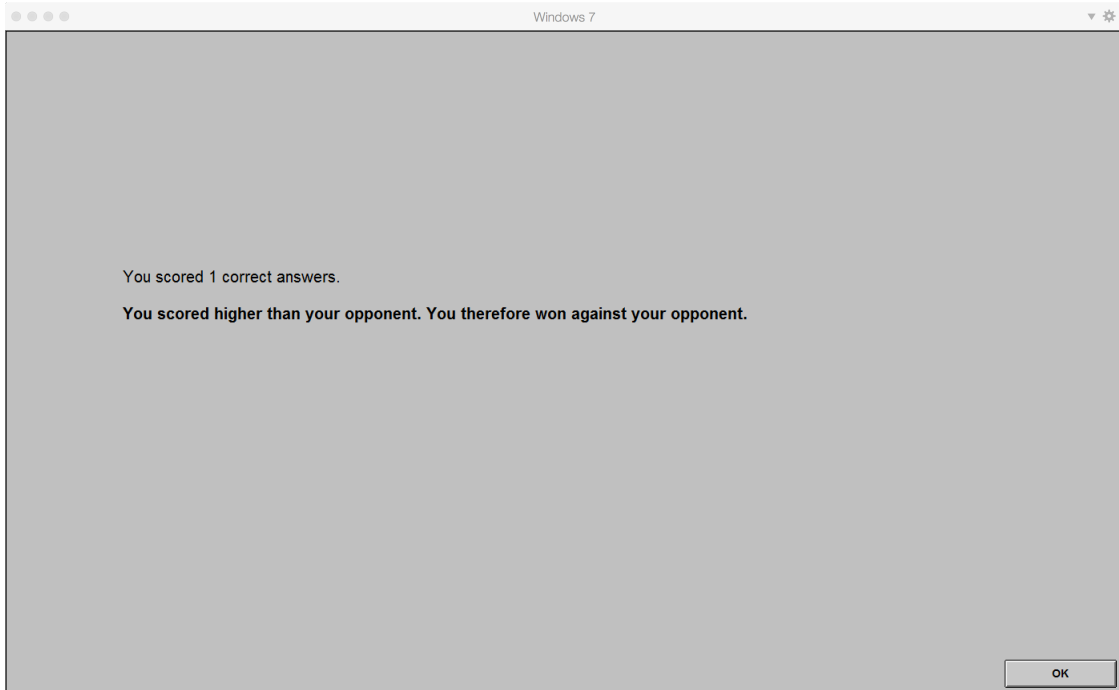 Windows 7
You scored 1 correct answers.
You scored higher than your opponent. You therefore won against your opponent.
OK